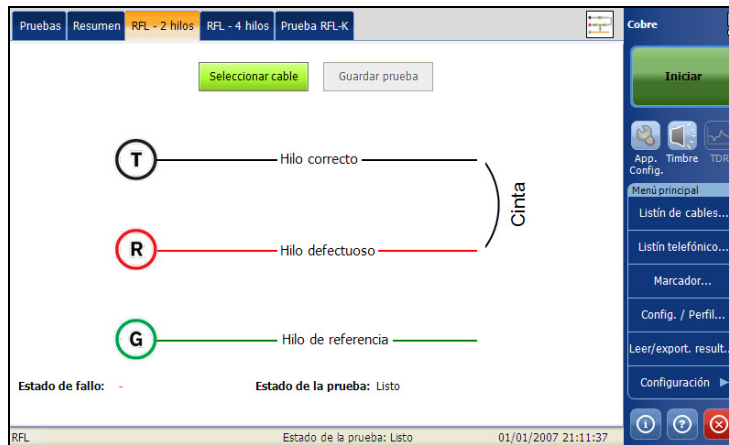 Pruebas Resumen RFL - 2 hilos RFL - 4 hilos Prueba RFL-K
Cobre
Seleccionar cable Guardar prueba
Iniciar
T Hilo correcto
Cinta
R Hilo defectuoso
G Hilo de referencia
App. Config. Timbre TDR
Menú principal
Listín de cables...
Listín telefónico...
Marcador...
Config. / Perfil...
Leer/export. result...
Configuración
Estado de fallo: - Estado de la prueba: Listo
RFL Estado de la prueba: Listo 01/01/2007 21:11:37